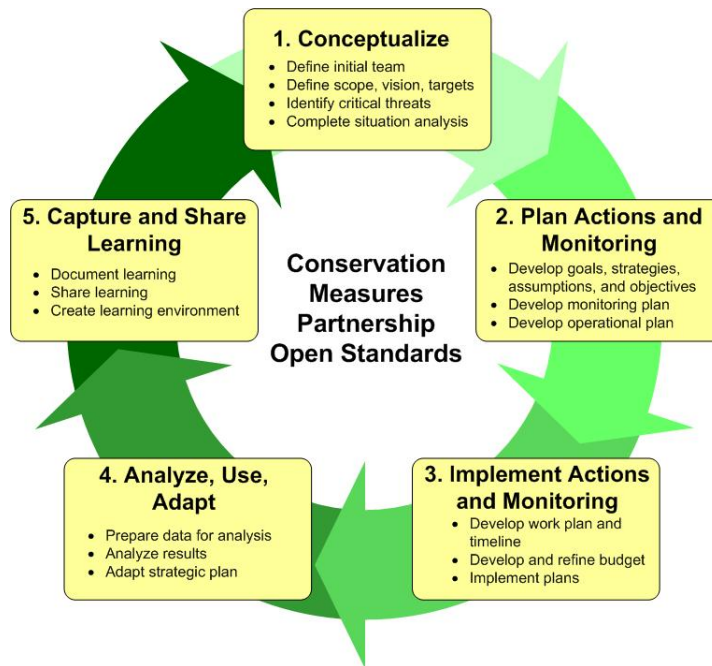 1. Conceptualize
• Define initial team
• Define scope, vision, targets
• Identify critical threats
• Complete situation analysis
2. Plan Actions and
Monitoring
• Develop goals, strategies,
assumptions, and objectives
• Develop monitoring plan
• Develop operational plan
3. Implement Actions
and Monitoring
• Develop work plan and
timeline
• Develop and refine budget
• Implement plans
4. Analyze, Use,
Adapt
• Prepare data for analysis
• Analyze results
• Adapt strategic plan
5. Capture and Share
Learning
• Document learning
• Share learning
• Create learning environment
Conservation
Measures
Partnership
Open Standards